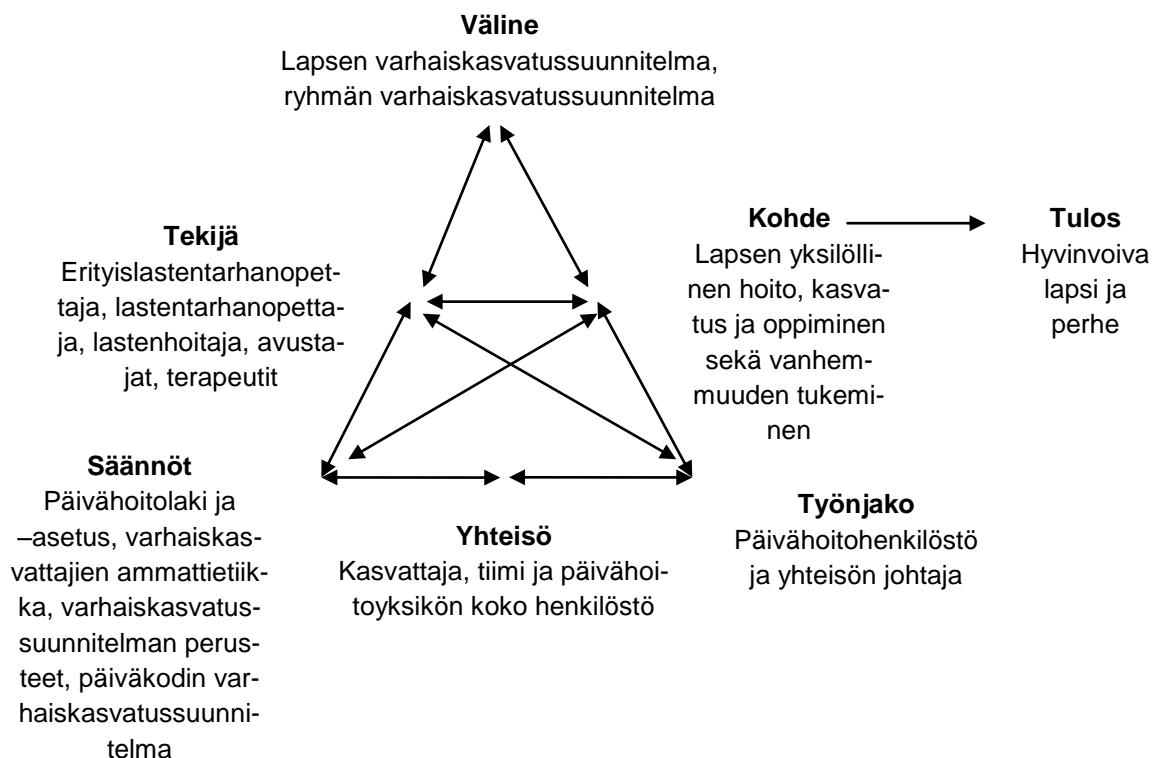 Väline
Lapsen varhaiskasvatussuunnitelma,
ryhmän varhaiskasvatussuunnitelma
Tekijä
Erityislastentarhanopet-
taja, lastentarhanopetta-
ja, lastenhoitaja, avusta-
jat, terapeutit
Kohde
Lapsen yksilölli-
nen hoito, kasva-
tus ja oppiminen
sekä vanhem-
muuden tukemi-
nen
Tulos
Hyvinvoiva
lapsi ja
perhe
Säännöt
Päivähoitolaki ja
–asetus, varhaiskas-
vattajien ammattietiik-
ka, varhaiskasvatus-
suunnitelman perus-
teet, päiväkodin var-
haiskasvatussuunni-
telma
Yhteisö
Kasvattaja, tiimi ja päivähoi-
toyksikön koko henkilöstö
Työnjako
Päivähoitohenkilöstö
ja yhteisön johtaja